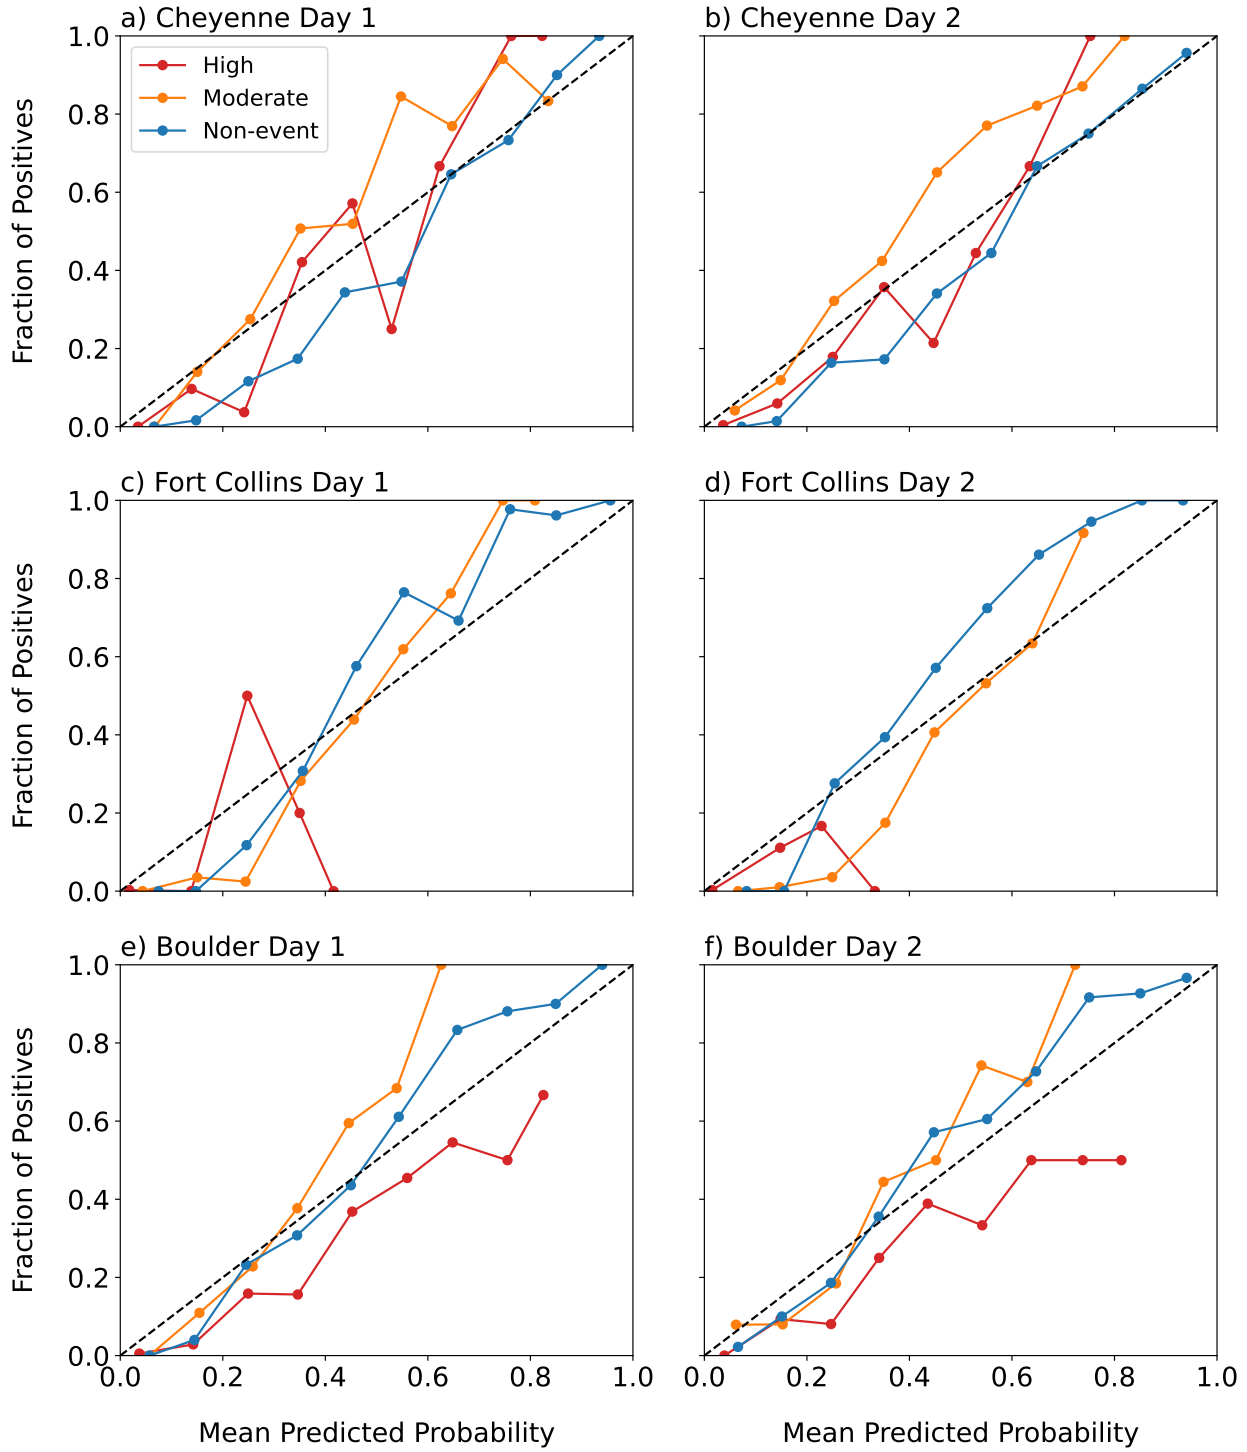 a) Cheyenne Day 1
b) Cheyenne Day 2
1.0
0.8
0.6
0.4
0.2
0.0
Fraction of Positives
High
Moderate
Non-event
c) Fort Collins Day 1
d) Fort Collins Day 2
1.0
0.8
0.6
0.4
0.2
0.0
Fraction of Positives
e) Boulder Day 1
f) Boulder Day 2
1.0
0.8
0.6
0.4
0.2
0.0
Fraction of Positives
0.0 0.2 0.4 0.6 0.8 1.0
0.0 0.2 0.4 0.6 0.8 1.0
Mean Predicted Probability
Mean Predicted Probability